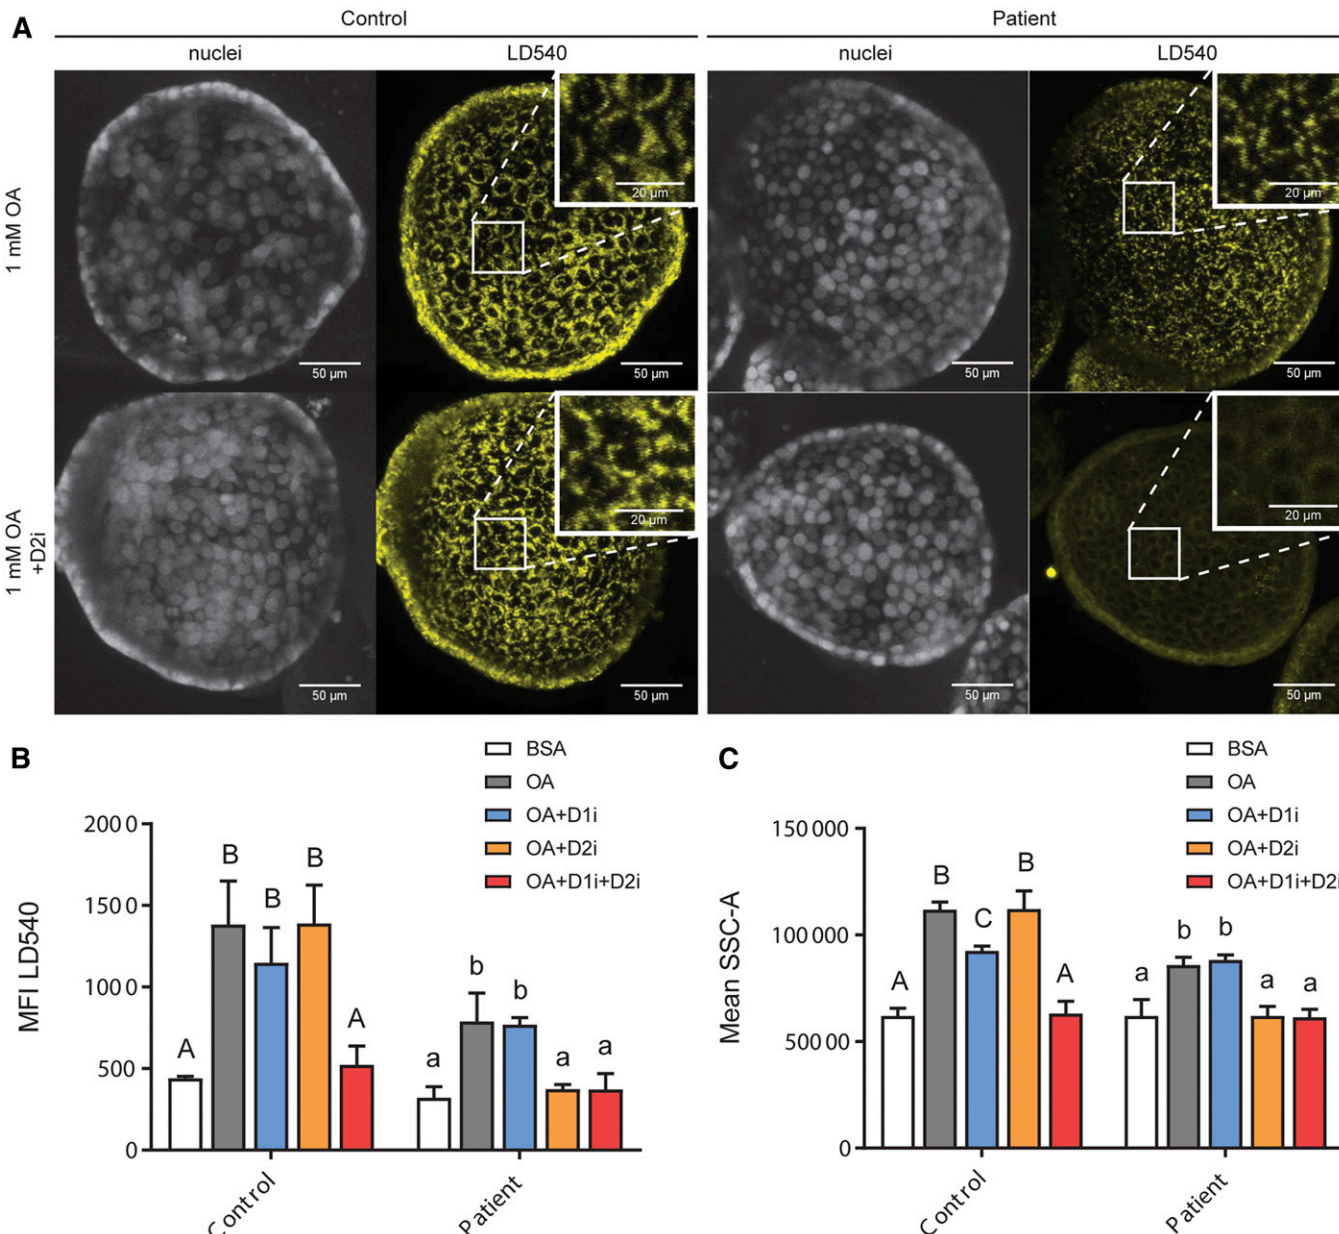 A
Control
Patient
nuclei
LD540
nuclei
LD540
1 mM OA
20 µm
50 µm
50 µm
20 µm
50 µm
50 µm
1 mM OA
+D2i
20 µm
50 µm
50 µm
20 µm
50 µm
50 µm
B
BSA
OA
OA+D1i
OA+D2i
OA+D1i+D2i
MFI LD540
200 0
150 0
100 0
500
0
A
B
B
B
A
a
b
b
a
a
Control
Patient
C
BSA
OA
OA+D1i
OA+D2i
OA+D1i+D2i
Mean SSC-A
150 000
100 000
500 00
0
A
B
C
B
A
a
b
b
a
a
Control
Patient